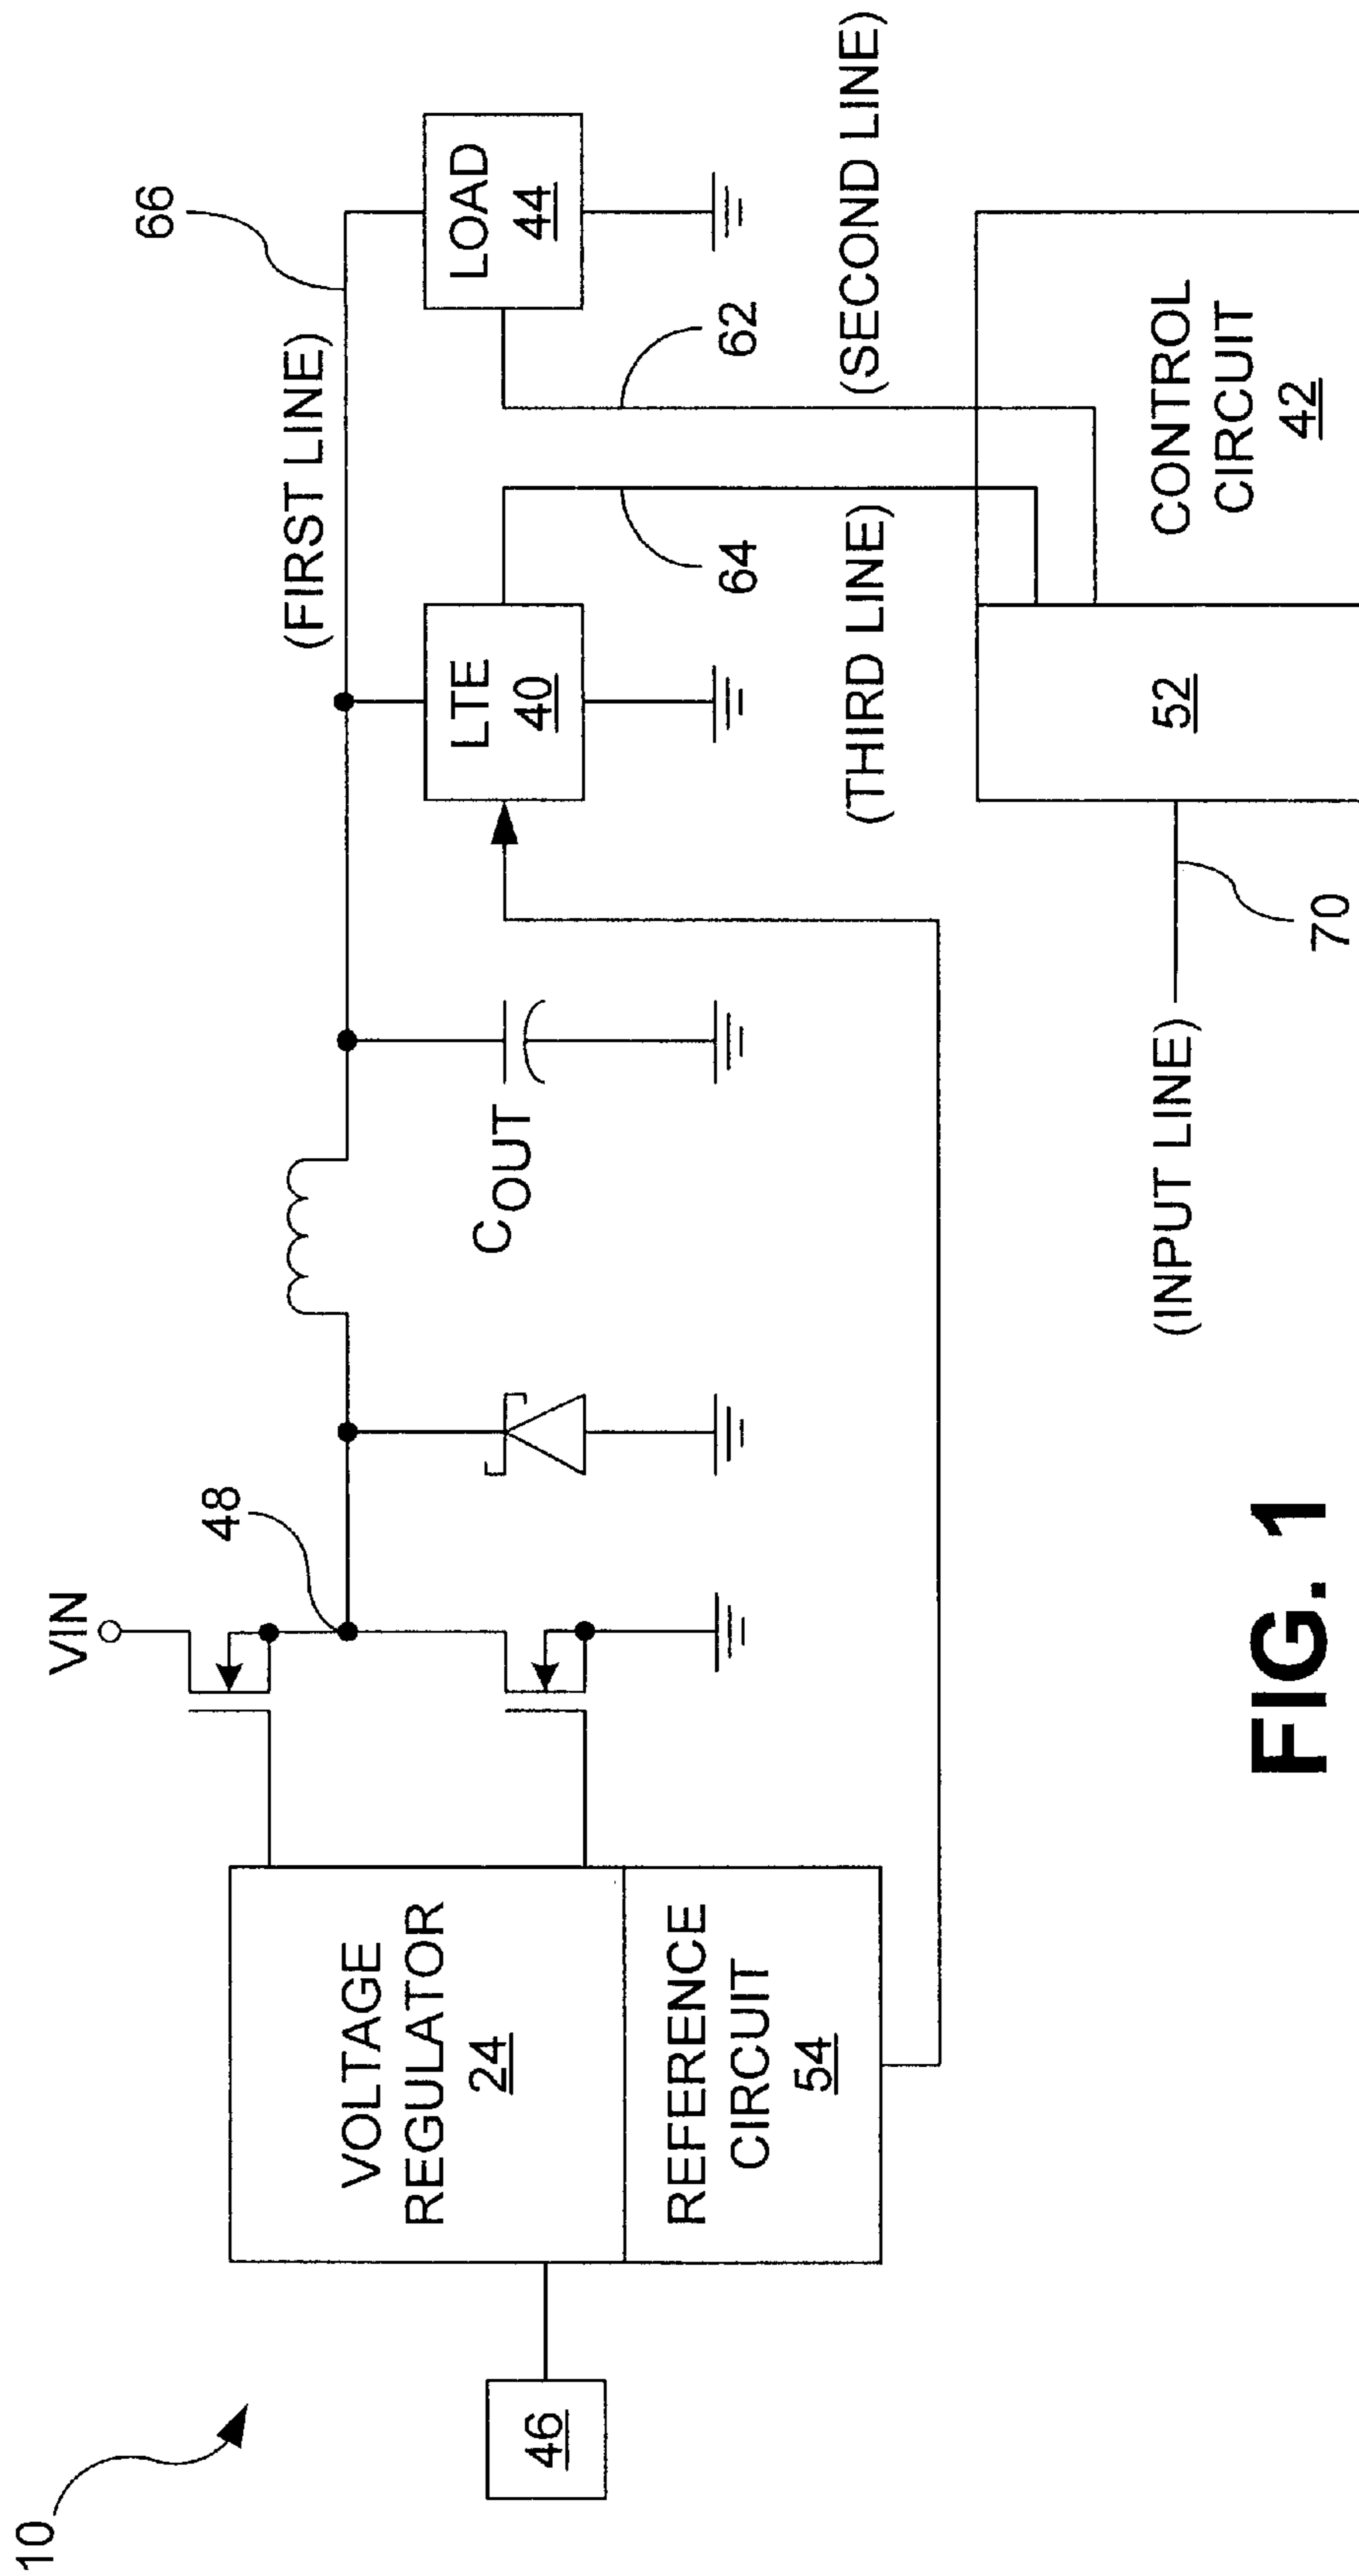 10
46
VOLTAGE
REGULATOR
24
REFERENCE
CIRCUIT
54
VIN
48
COUT
(FIRST LINE)
66
LTE
40
LOAD
44
64
62
(THIRD LINE)
(SECOND LINE)
(INPUT LINE)
70
52
CONTROL
CIRCUIT
42
FIG. 1